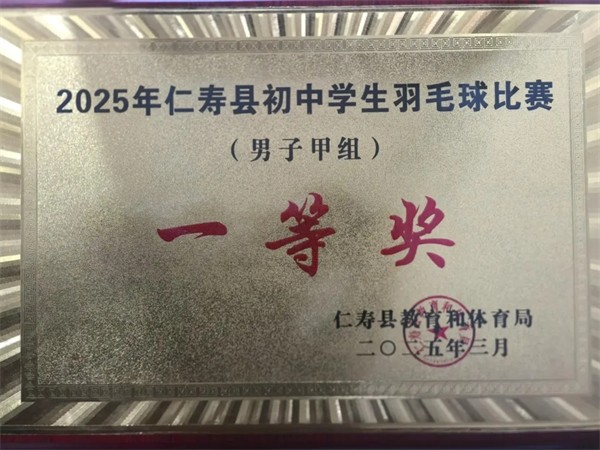 2025年仁寿县初中学生羽毛球比赛
（男子甲组）
一等奖
仁寿县教育和体育局
二〇二五年三月